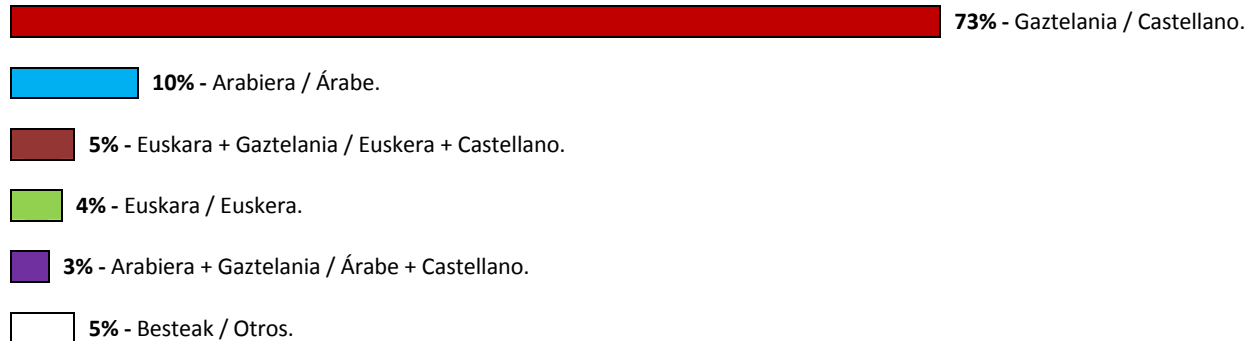 73% - Gaztelania / Castellano.
10% - Arabiera / Árabe.
5% - Euskara + Gaztelania / Euskera + Castellano.
4% - Euskara / Euskera.
3% - Arabiera + Gaztelania / Árabe + Castellano.
5% - Besteak / Otros.